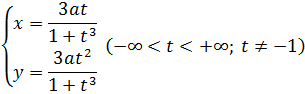 x = 3at / (1 + t³)
y = 3at² / (1 + t³) (−∞ < t < +∞; t ≠ −1)